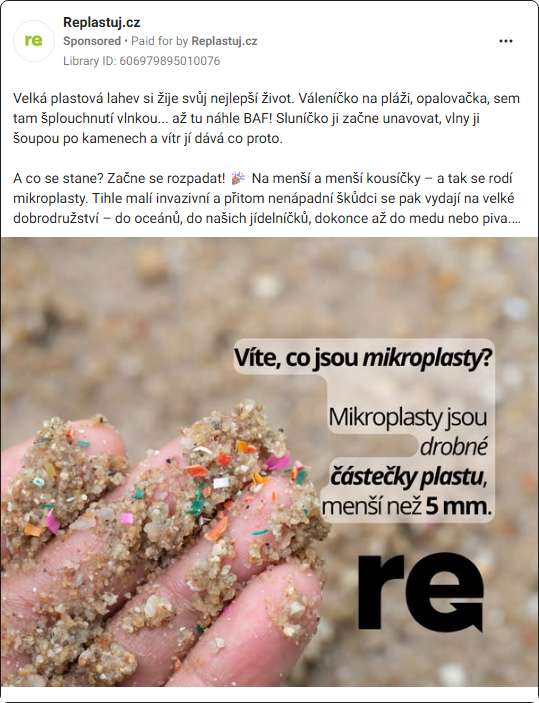 Replastuj.cz
re
Sponsored • Paid for by Replastuj.cz
Library ID: 606979895010076
Velká plastová lahev si žije svůj nejlepší život. Váleníčko na pláži, opalovačka, sem
tam šplouchnutí vlnkou... až tu náhle BAF! Sluníčko ji začne unavovat, vlny ji
šoupou po kamenech a vítr jí dává co proto.
A co se stane? Začne se rozpadat! 🎉 Na menší a menší kousíčky – a tak se rodí
mikroplasty. Tihle malí invazivní a přitom nenápadní škůdci se pak vydají na velké
dobrodružství – do oceánů, do našich jídelníčků, dokonce až do medu nebo piva....
Víte, co jsou mikroplasty?
Mikroplasty jsou
drobné
částečky plastu,
menší než 5 mm.
re